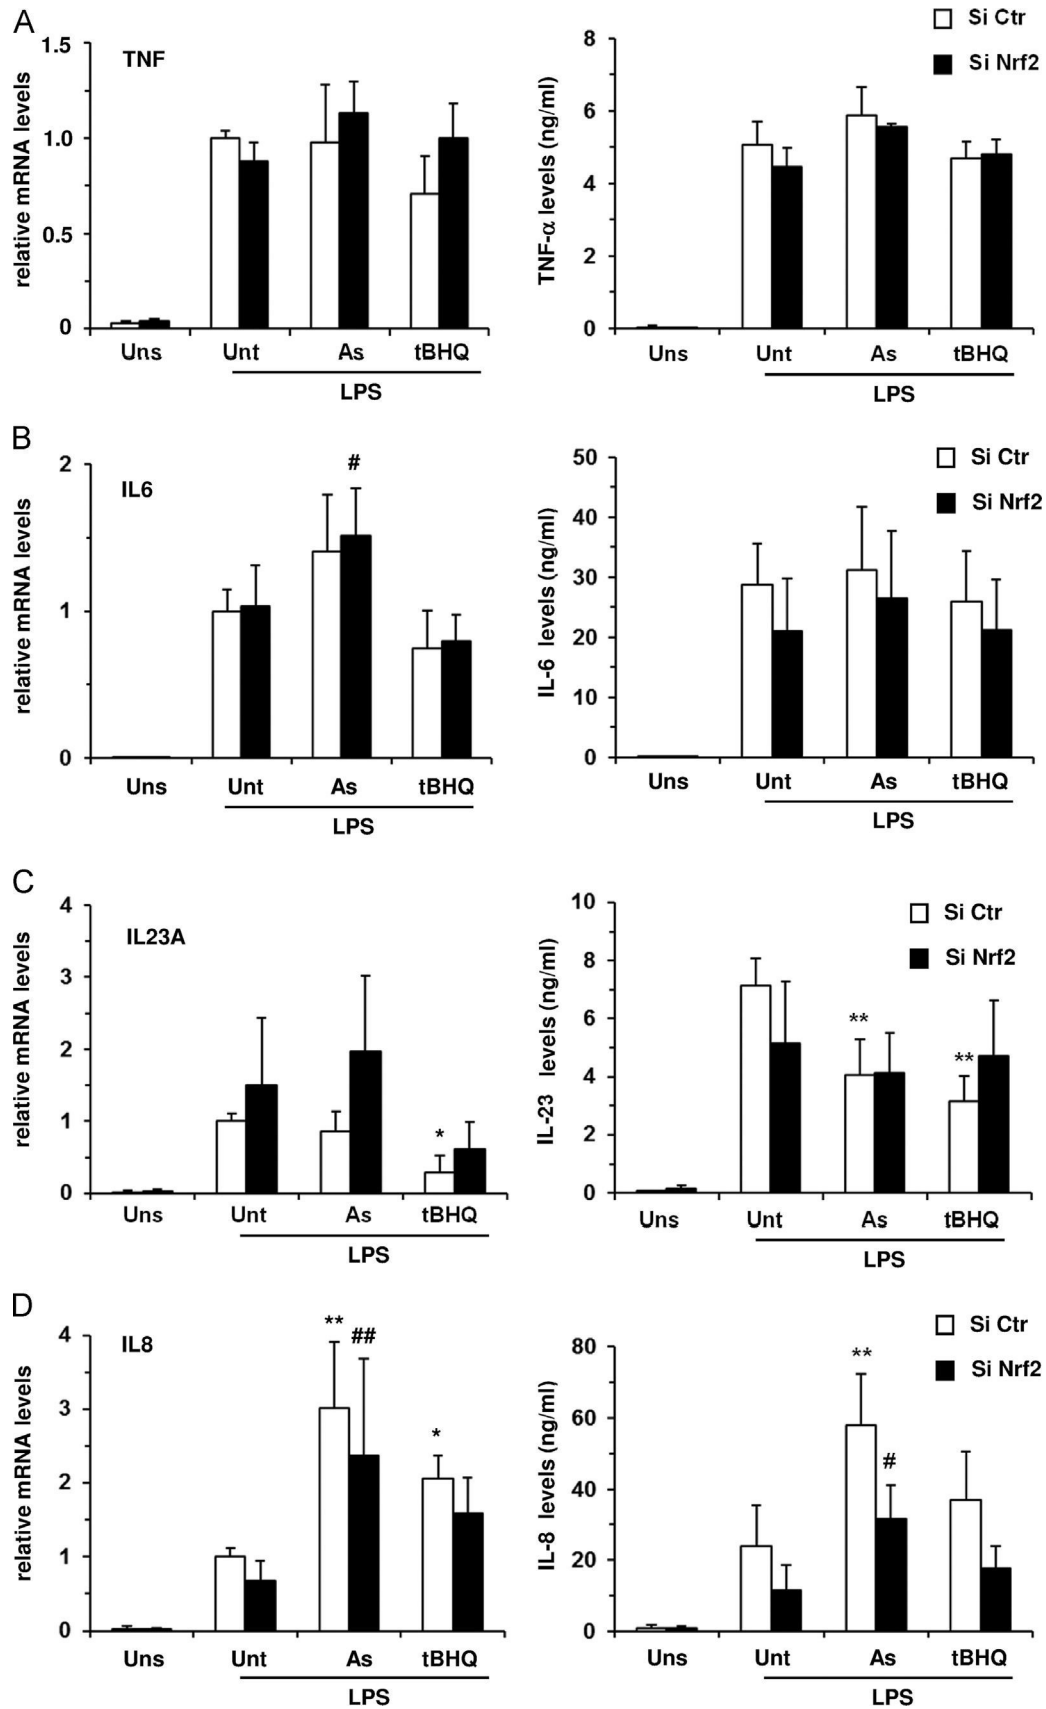 A
Si Ctr
Si Nrf2
TNF
relative mRNA levels
1.5
1.0
0.5
0
Uns Unt As tBHQ
LPS
TNF-α levels (ng/ml)
8
6
4
2
0
Uns Unt As tBHQ
LPS
B
IL6
relative mRNA levels
2
1
0
#
Uns Unt As tBHQ
LPS
Si Ctr
Si Nrf2
IL-6 levels (ng/ml)
50
40
30
20
10
0
Uns Unt As tBHQ
LPS
C
IL23A
relative mRNA levels
4
3
2
1
0
*
Uns Unt As tBHQ
LPS
Si Ctr
Si Nrf2
IL-23 levels (ng/ml)
10
8
6
4
2
0
**
**
Uns Unt As tBHQ
LPS
D
IL8
relative mRNA levels
4
3
2
1
0
**
##
*
Uns Unt As tBHQ
LPS
Si Ctr
Si Nrf2
IL-8 levels (ng/ml)
80
60
40
20
0
**
#
Uns Unt As tBHQ
LPS